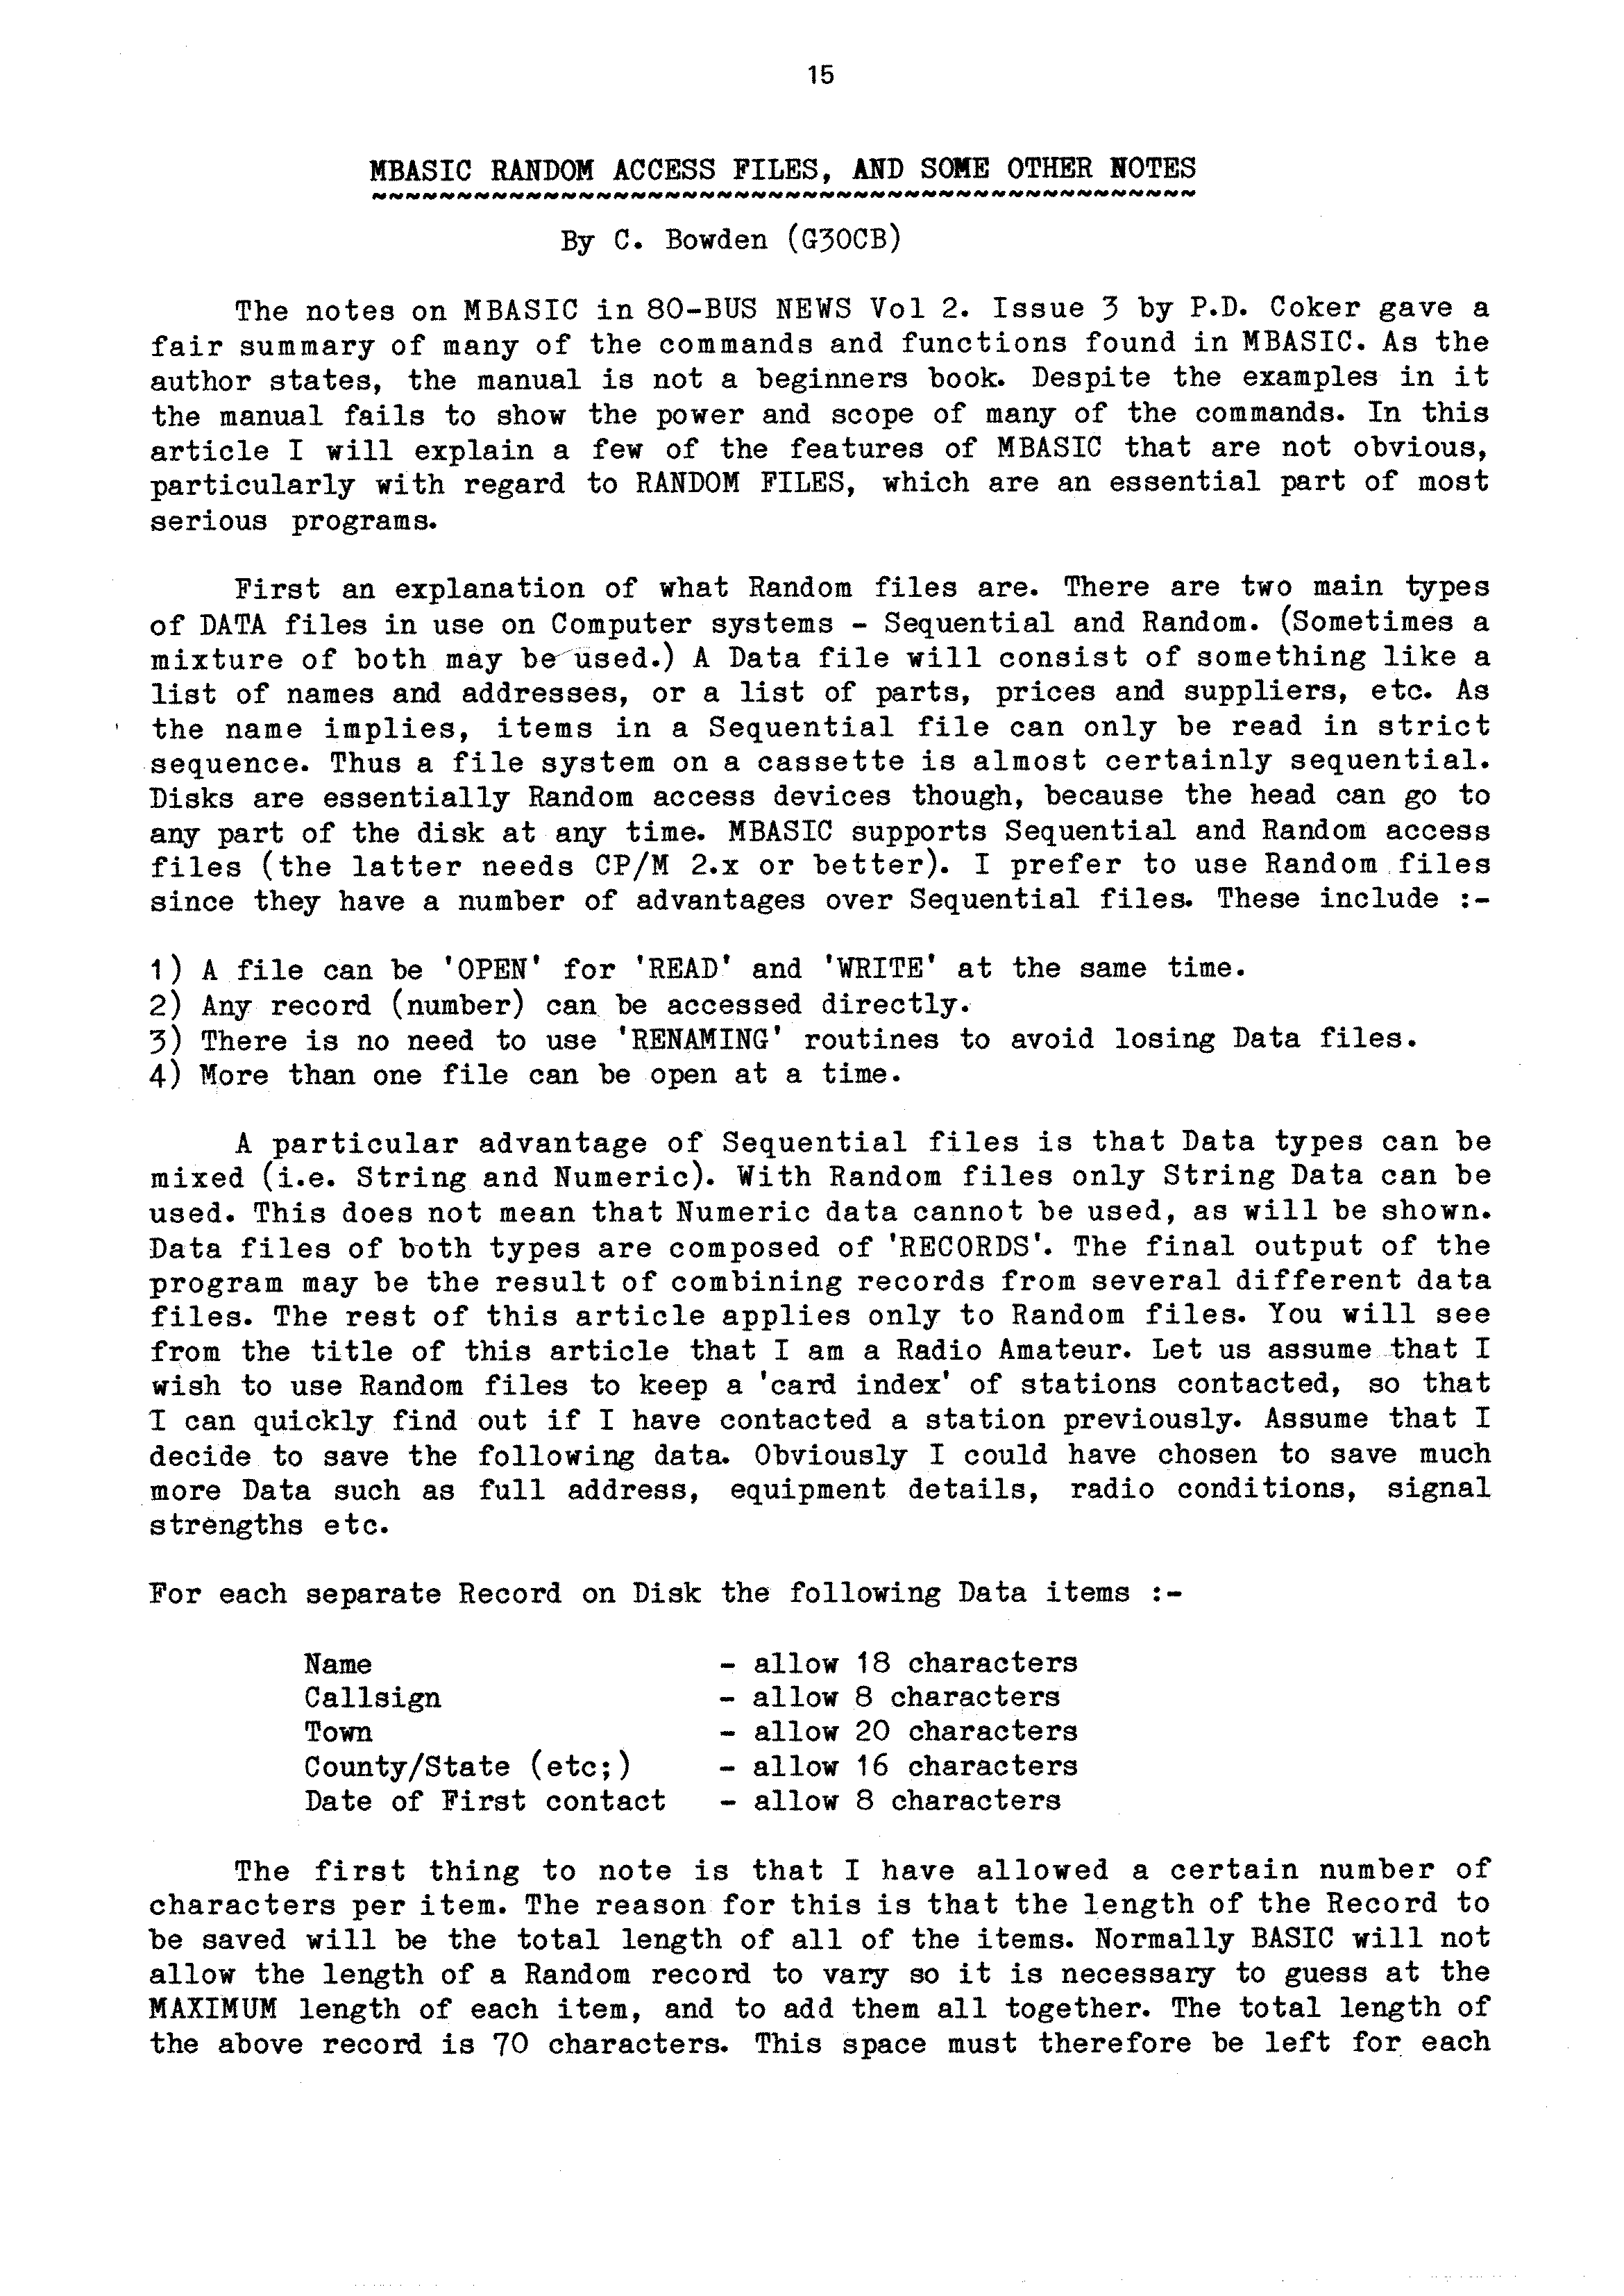 15
MBASIC RANDOM ACCESS FILES, AND SOME OTHER NOTES
~~~~~~~~~~~~~~~~~~~~~~~~~~~~~~~~~~~~~~~~~~~~~~~~
By C. Bowden (G3OCB)
The notes on MBASIC in 80-BUS NEWS Vol 2. Issue 3 by P.D. Coker gave a
fair summary of many of the commands and functions found in MBASIC. As the
author states, the manual is not a beginners book. Despite the examples in it
the manual fails to show the power and scope of many of the commands. In this
article I will explain a few of the features of MBASIC that are not obvious,
particularly with regard to RANDOM FILES, which are an essential part of most
serious programs.
First an explanation of what Random files are. There are two main types
of DATA files in use on Computer systems - Sequential and Random. (Sometimes a
mixture of both may be used.) A Data file will consist of something like a
list of names and addresses, or a list of parts, prices and suppliers, etc. As
the name implies, items in a Sequential file can only be read in strict
sequence. Thus a file system on a cassette is almost certainly sequential.
Disks are essentially Random access devices though, because the head can go to
any part of the disk at any time. MBASIC supports Sequential and Random access
files (the latter needs CP/M 2.x or better). I prefer to use Random files
since they have a number of advantages over Sequential files. These include :-
1) A file can be 'OPEN' for 'READ' and 'WRITE' at the same time.
2) Any record (number) can be accessed directly.
3) There is no need to use 'RENAMING' routines to avoid losing Data files.
4) More than one file can be open at a time.
A particular advantage of Sequential files is that Data types can be
mixed (i.e. String and Numeric). With Random files only String Data can be
used. This does not mean that Numeric data cannot be used, as will be shown.
Data files of both types are composed of 'RECORDS'. The final output of the
program may be the result of combining records from several different data
files. The rest of this article applies only to Random files. You will see
from the title of this article that I am a Radio Amateur. Let us assume that I
wish to use Random files to keep a 'card index' of stations contacted, so that
I can quickly find out if I have contacted a station previously. Assume that I
decide to save the following data. Obviously I could have chosen to save much
more Data such as full address, equipment details, radio conditions, signal
strengths etc.
For each separate Record on Disk the following Data items :-
Name - allow 18 characters
Callsign - allow 8 characters
Town - allow 20 characters
County/State (etc;) - allow 16 characters
Date of First contact - allow 8 characters
The first thing to note is that I have allowed a certain number of
characters per item. The reason for this is that the length of the Record to
be saved will be the total length of all of the items. Normally BASIC will not
allow the length of a Random record to vary so it is necessary to guess at the
MAXIMUM length of each item, and to add them all together. The total length of
the above record is 70 characters. This space must therefore be left for each